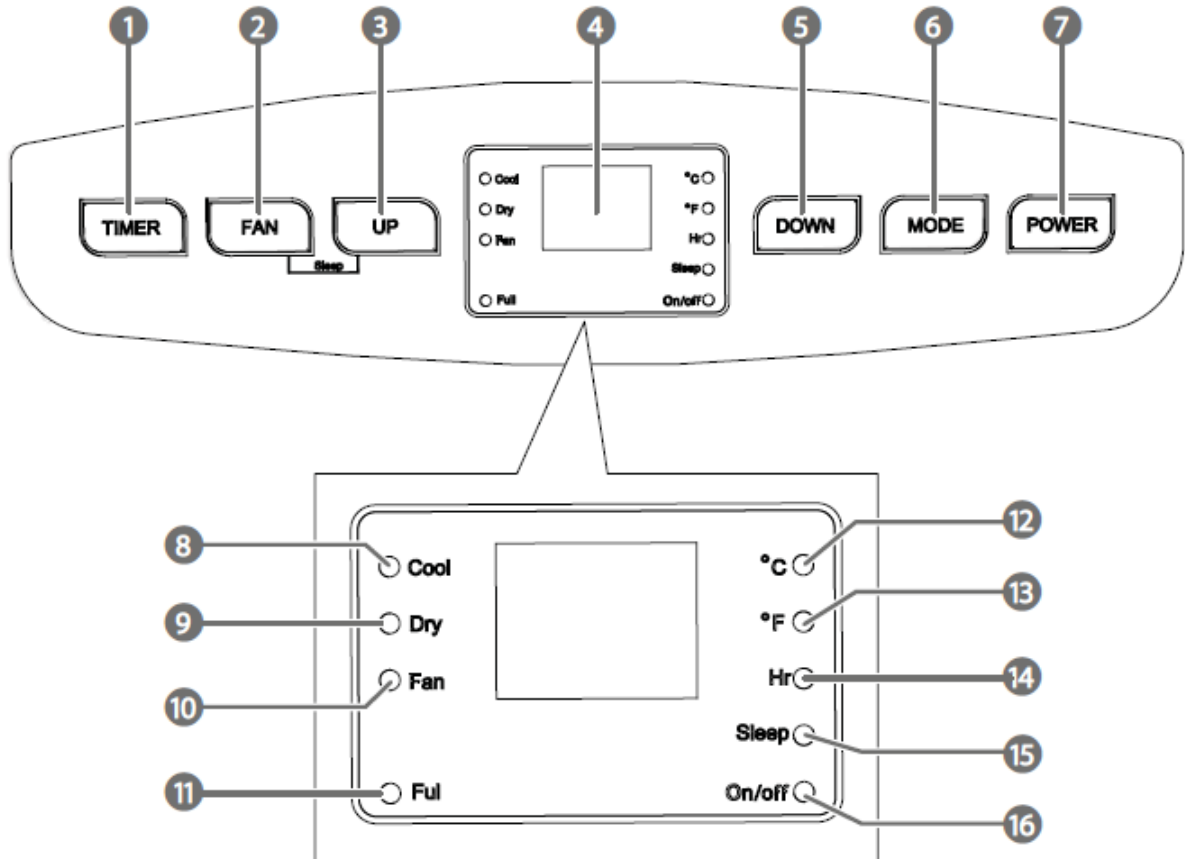 1 2 3 4 5 6 7
TIMER FAN UP DOWN MODE POWER
Sleep
Cool °C
Dry °F
Fan Hr
Sleep
Full On/off
8 Cool °C 12
9 Dry °F 13
10 Fan Hr 14
Sleep 15
11 Ful On/off 16